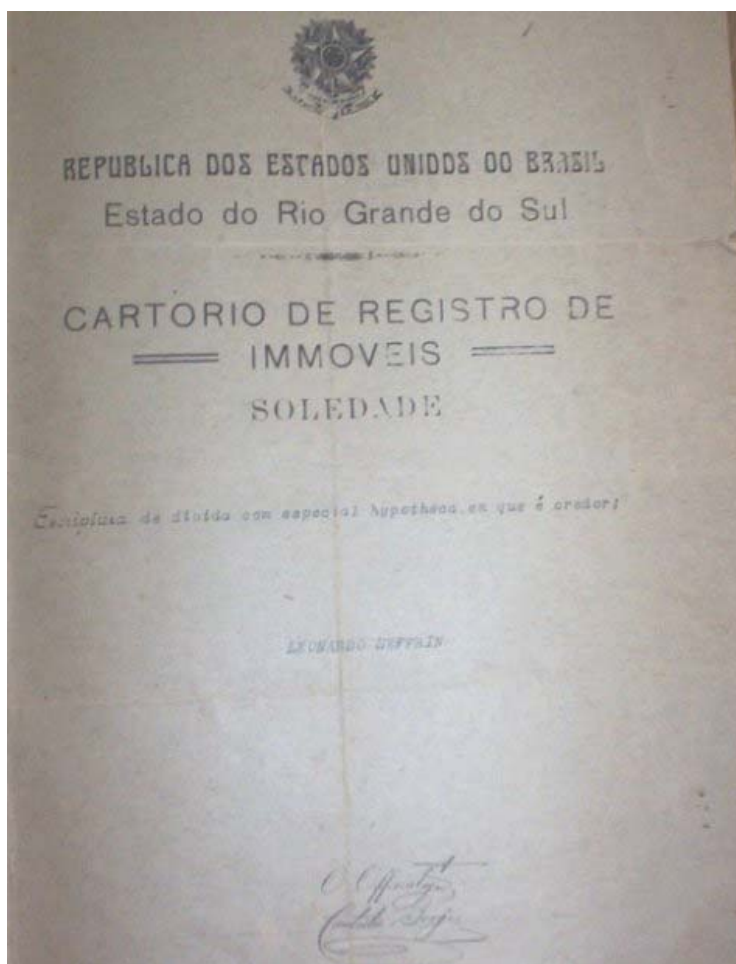 REPUBLICA DOS ESTADOS UNIDOS DO BRASIL
Estado do Rio Grande do Sul
CARTORIO DE REGISTRO DE
IMMOVEIS
SOLEDADE
Escriptura de divida com especial hypotheca, em que é credor:
LEONARDO
O